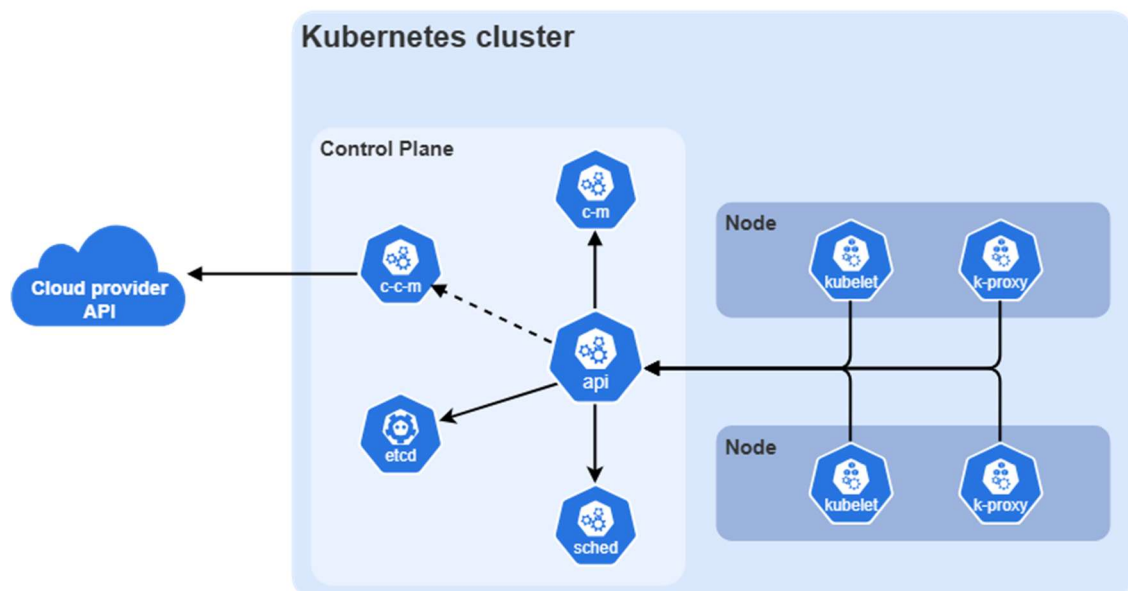 Kubernetes cluster
Control Plane
c-m
c-c-m
Cloud provider
API
api
etcd
sched
Node
kubelet
k-proxy
Node
kubelet
k-proxy